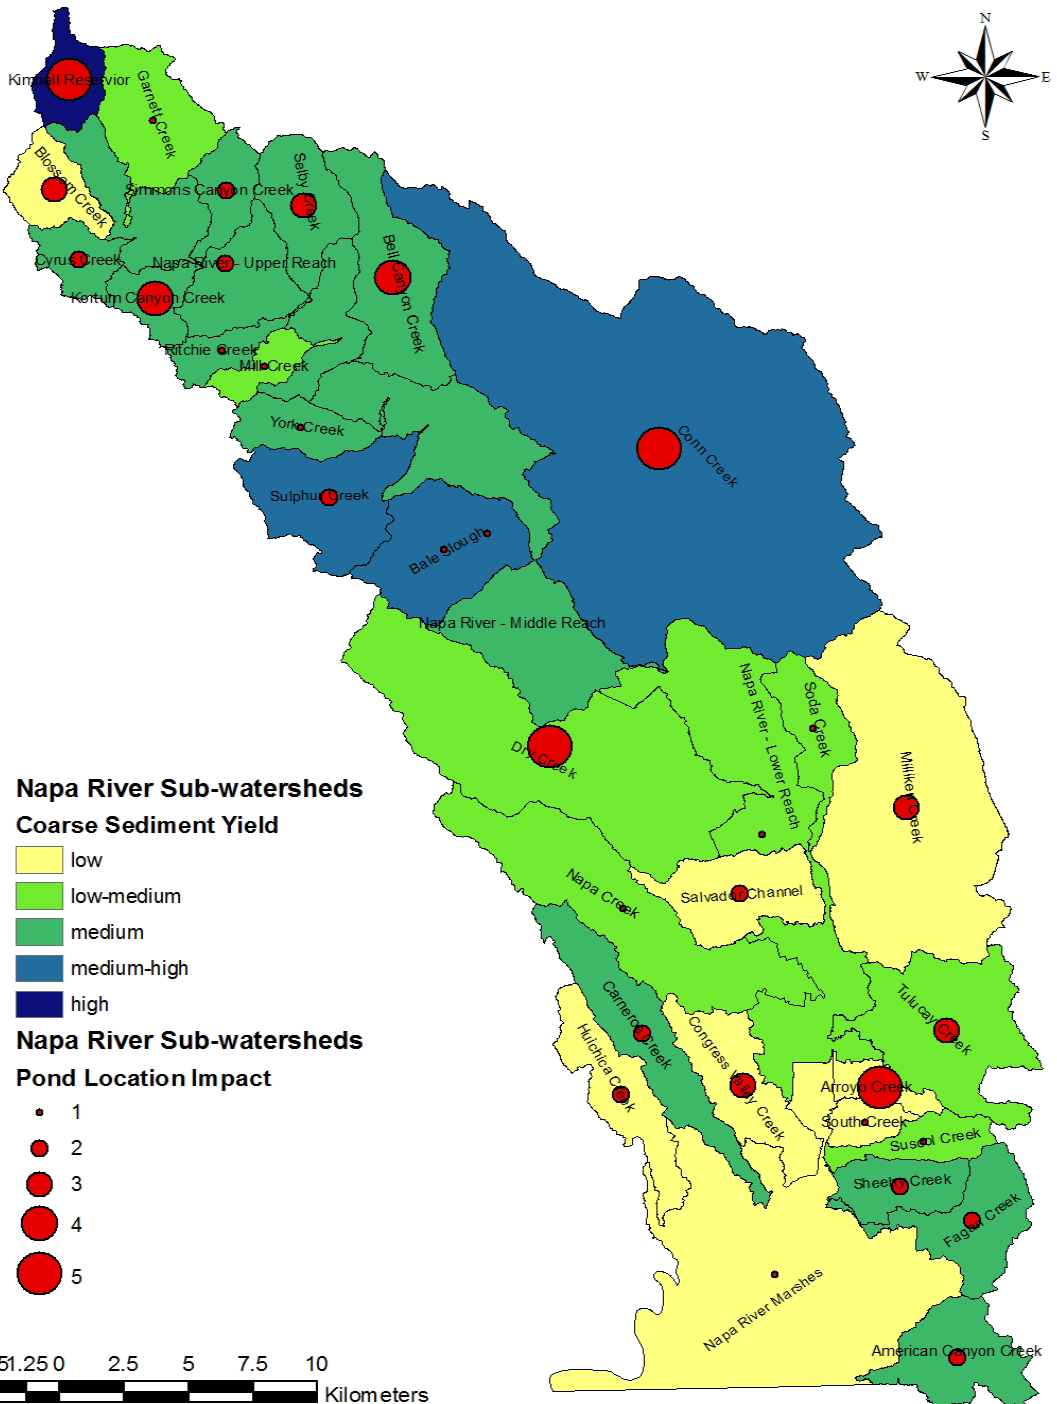 N
W
E
S
Kimball Reservior
Garnett Creek
Blossom Creek
Simmons Canyon Creek
Selby Creek
Cyrus Creek
Napa River - Upper Reach
Bell Canyon Creek
Kortum Canyon Creek
Ritchie Creek
Mill Creek
York Creek
Conn Creek
Sulphur Creek
Bale Slough
Napa River - Middle Reach
Napa River - Lower Reach
Soda Creek
Dry Creek
Milliken Creek
Napa Creek
Salvador Channel
Carneros Creek
Tulucay Creek
Huichica Creek
Congress Valley Creek
Arroyo Creek
South Creek
Suscol Creek
Sheehy Creek
Fagan Creek
Napa River Marshes
American Canyon Creek
Napa River Sub-watersheds
Coarse Sediment Yield
low
low-medium
medium
medium-high
high
Napa River Sub-watersheds
Pond Location Impact
1
2
3
4
5
51.25 0 2.5 5 7.5 10
Kilometers